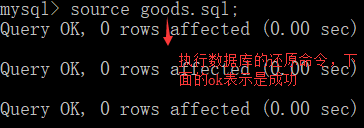 mysql> source goods.sql;
Query OK, 0 rows affected (0.00 sec)
执行数据库的还原命令，下
Query OK, 0 rows affected (0.00 sec)
面的ok表示是成功
Query OK, 0 rows affected (0.00 sec)